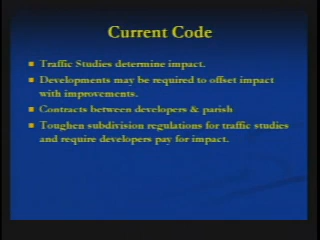 Current Code
Traffic Studies determine impact.
Developments may be required to offset impact
with improvements.
Contracts between developers & parish
Toughen subdivision regulations for traffic studies
and require developers pay for impact.